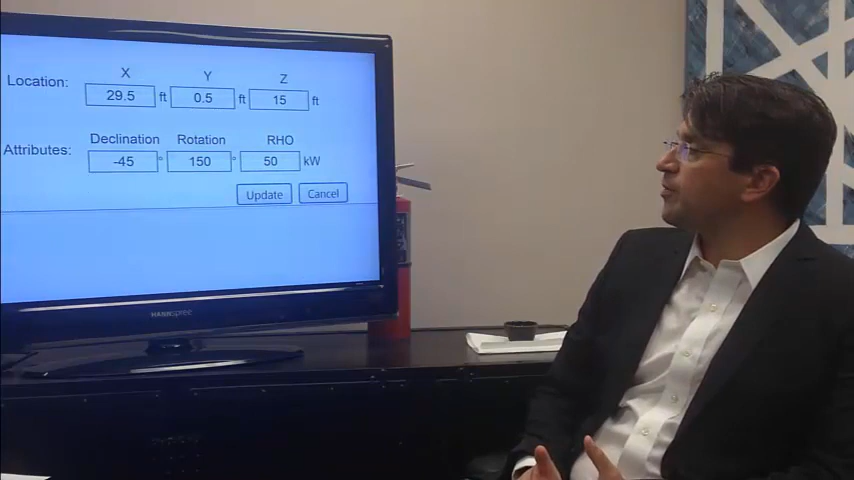 X Y Z
Location: 29.5 ft 0.5 ft 15 ft
Declination Rotation RHO
Attributes: -45 ° 150 ° 50 kW
Update Cancel
HANNspree